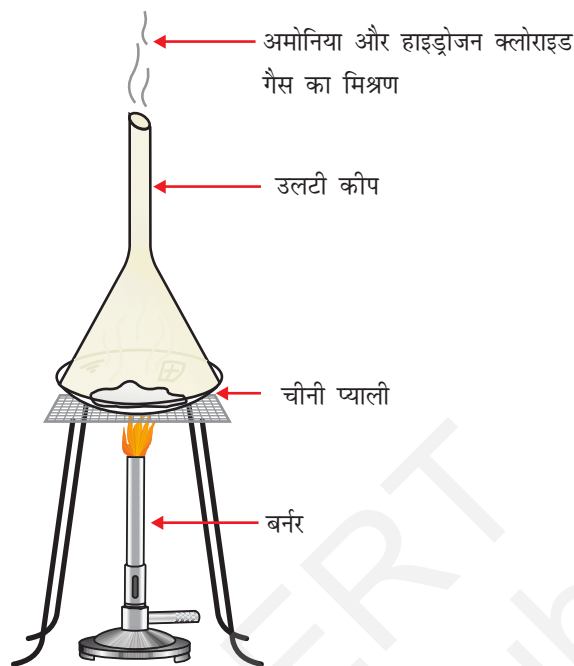 अमोनिया और हाइड्रोजन क्लोराइड
गैस का मिश्रण
उलटी कीप
चीनी प्याली
बर्नर